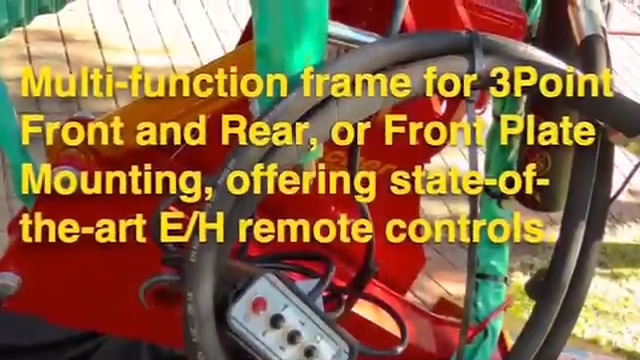 Multi-function frame for 3Point
Front and Rear, or Front Plate
Mounting, offering state-of-
the-art E/H remote controls.